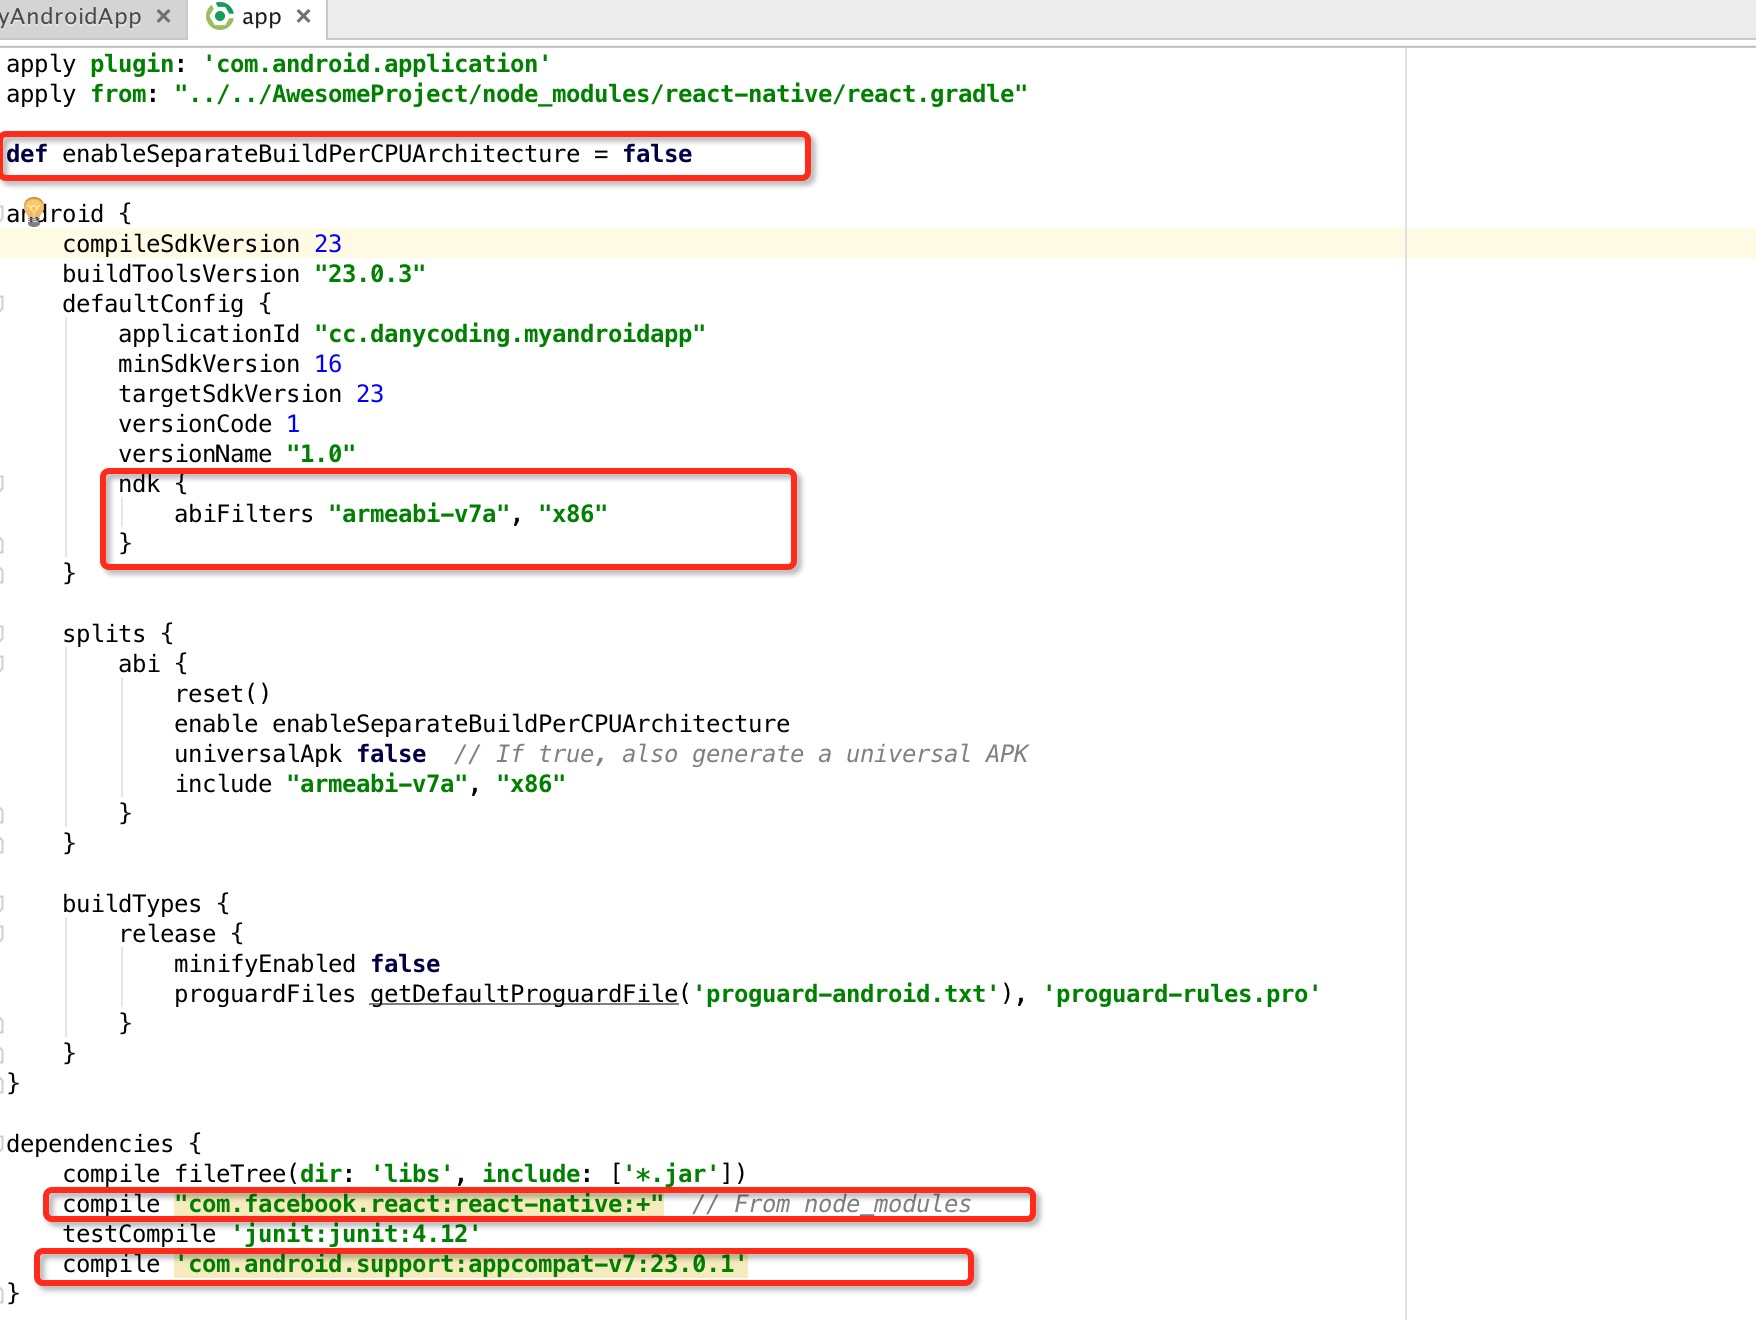 yAndroidApp × app ×
apply plugin: 'com.android.application'
apply from: "../../AwesomeProject/node_modules/react-native/react.gradle"
def enableSeparateBuildPerCPUArchitecture = false
android {
    compileSdkVersion 23
    buildToolsVersion "23.0.3"
    defaultConfig {
        applicationId "cc.danycoding.myandroidapp"
        minSdkVersion 16
        targetSdkVersion 23
        versionCode 1
        versionName "1.0"
        ndk {
            abiFilters "armeabi-v7a", "x86"
        }
    }
    splits {
        abi {
            reset()
            enable enableSeparateBuildPerCPUArchitecture
            universalApk false  // If true, also generate a universal APK
            include "armeabi-v7a", "x86"
        }
    }
    buildTypes {
        release {
            minifyEnabled false
            proguardFiles getDefaultProguardFile('proguard-android.txt'), 'proguard-rules.pro'
        }
    }
}
dependencies {
    compile fileTree(dir: 'libs', include: ['*.jar'])
    compile "com.facebook.react:react-native:+"  // From node_modules
    testCompile 'junit:junit:4.12'
    compile 'com.android.support:appcompat-v7:23.0.1'
}